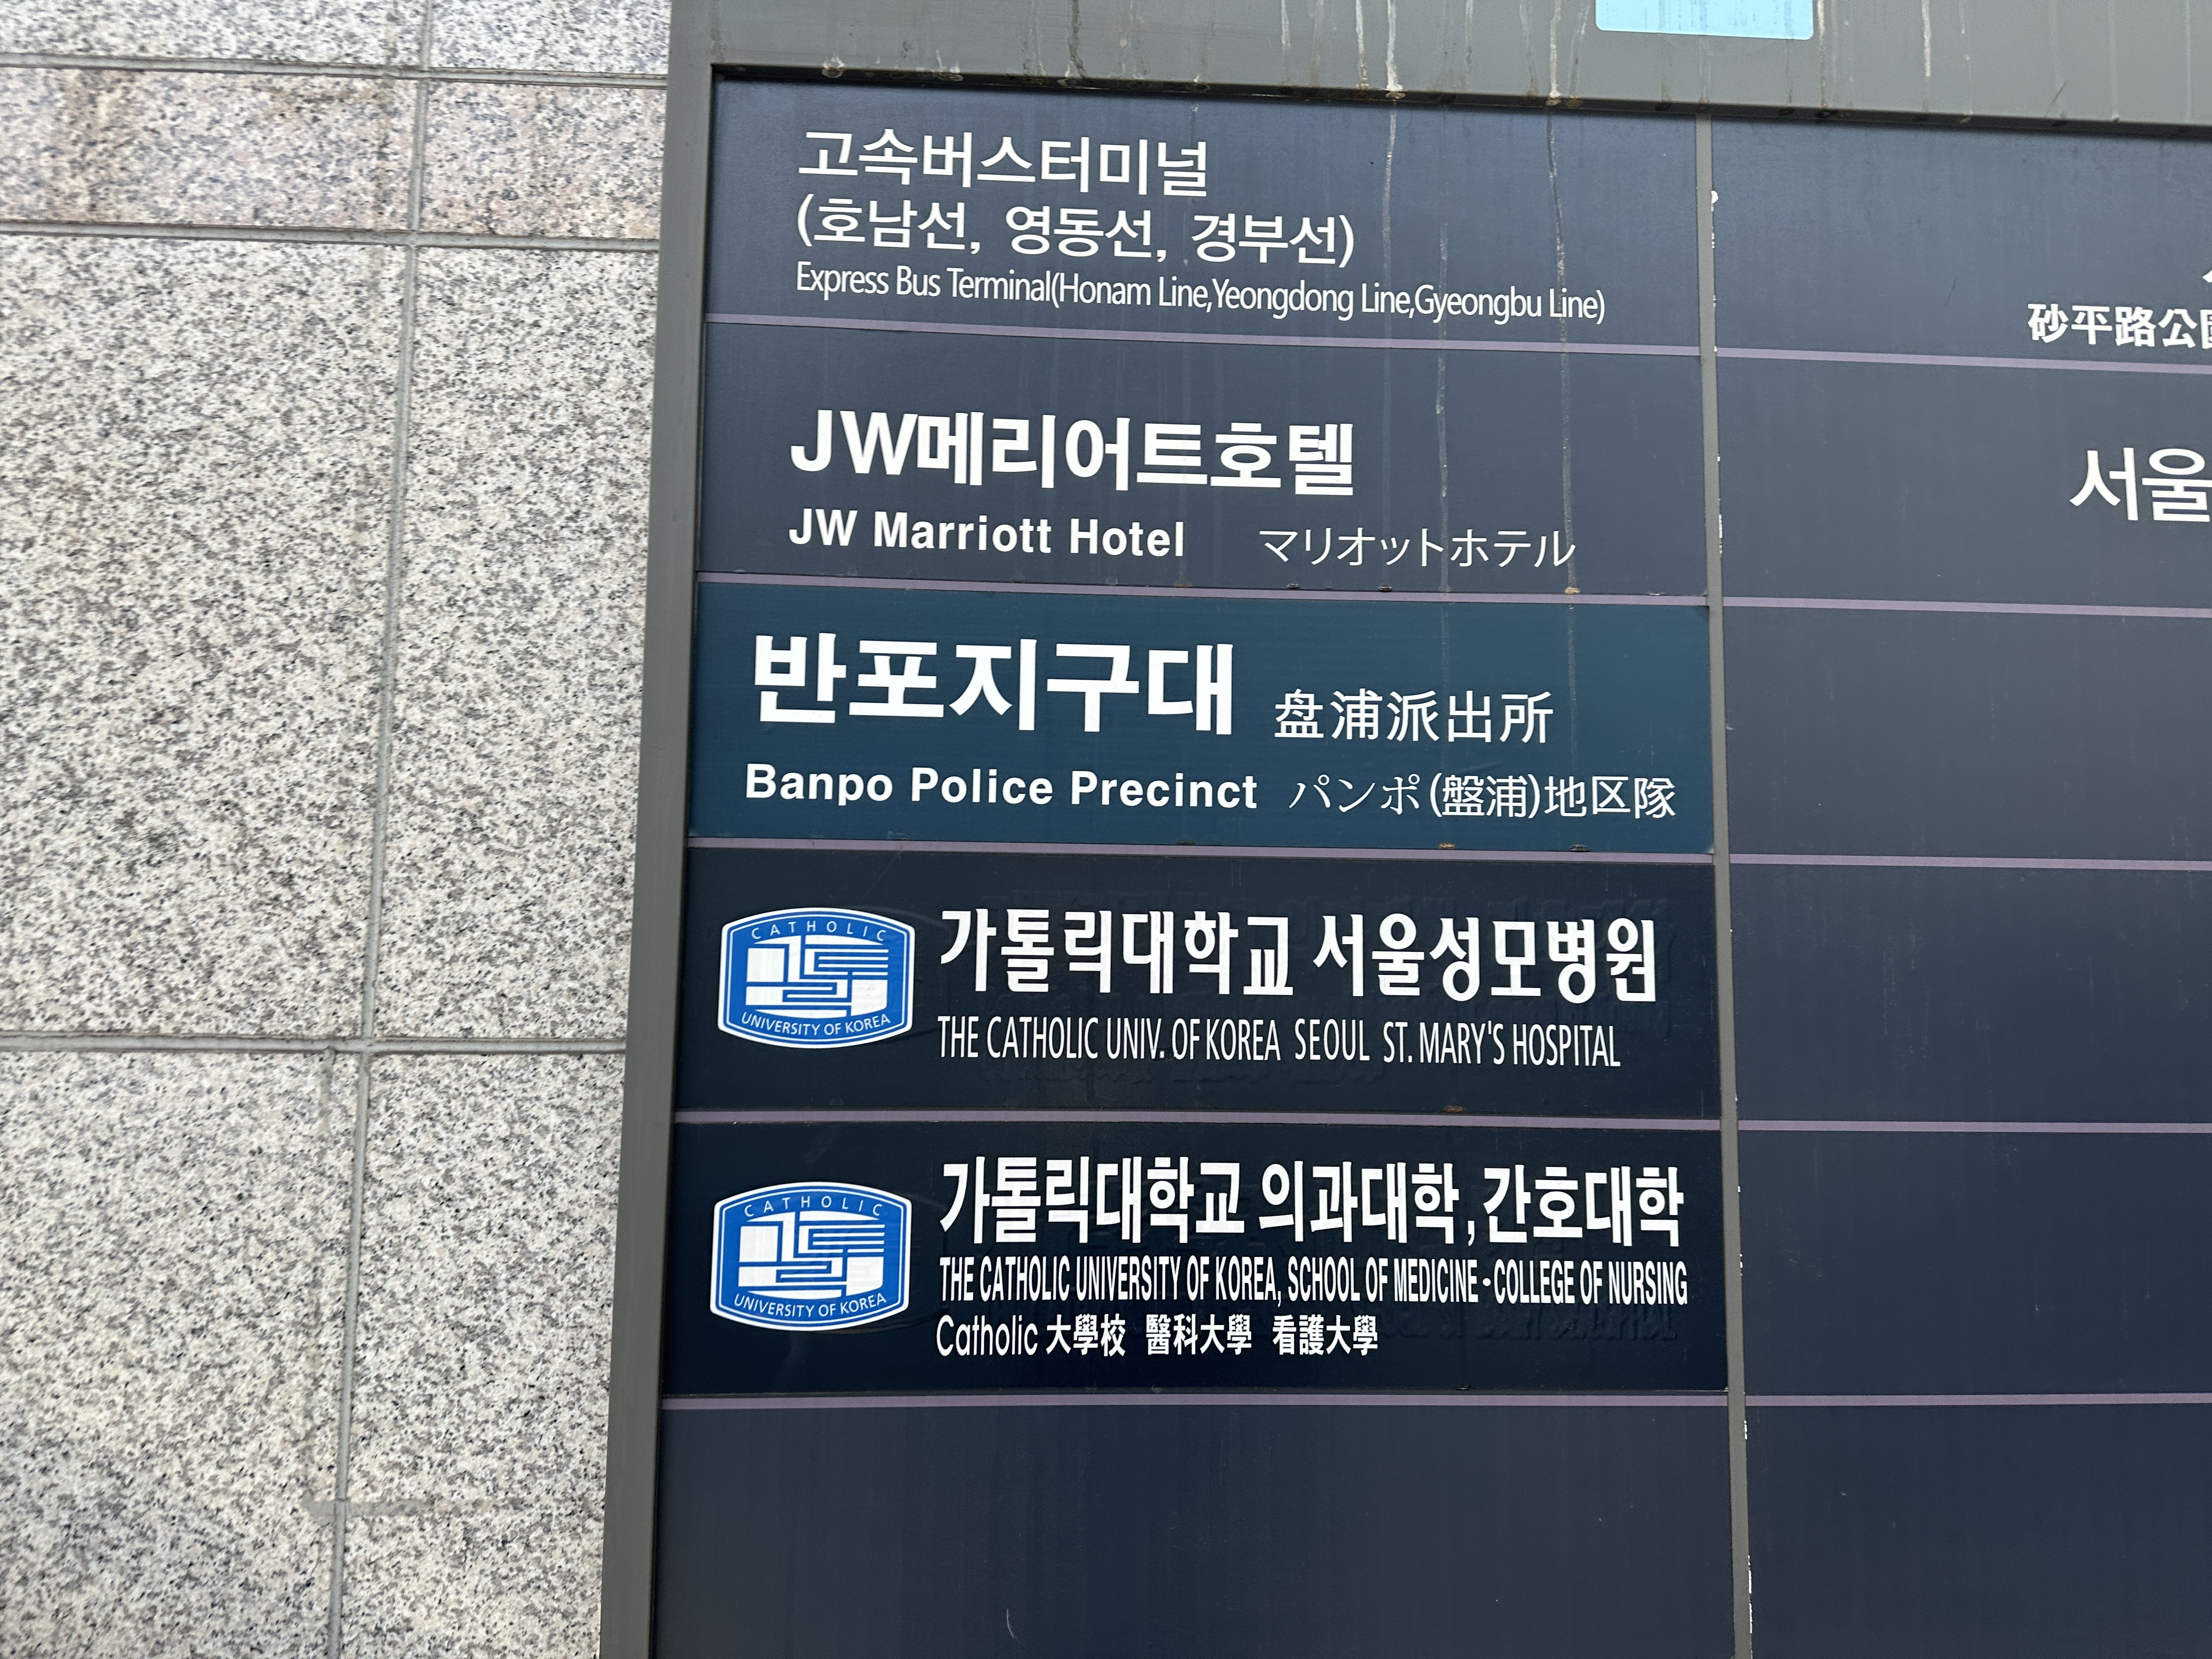 고속버스터미널
(호남선, 영동선, 경부선)
Express Bus Terminal(Honam Line,Yeongdong Line,Gyeongbu Line)
JW메리어트호텔
JW Marriott Hotel マリオットホテル
반포지구대 盘浦派出所
Banpo Police Precinct パンポ(盤浦)地区隊
CATHOLIC
UNIVERSITY OF KOREA
가톨릭대학교 서울성모병원
THE CATHOLIC UNIV. OF KOREA SEOUL ST. MARY'S HOSPITAL
CATHOLIC
UNIVERSITY OF KOREA
가톨릭대학교 의과대학,간호대학
THE CATHOLIC UNIVERSITY OF KOREA, SCHOOL OF MEDICINE·COLLEGE OF NURSING
Catholic 大學校 醫科大學 看護大學
砂平路公
서울